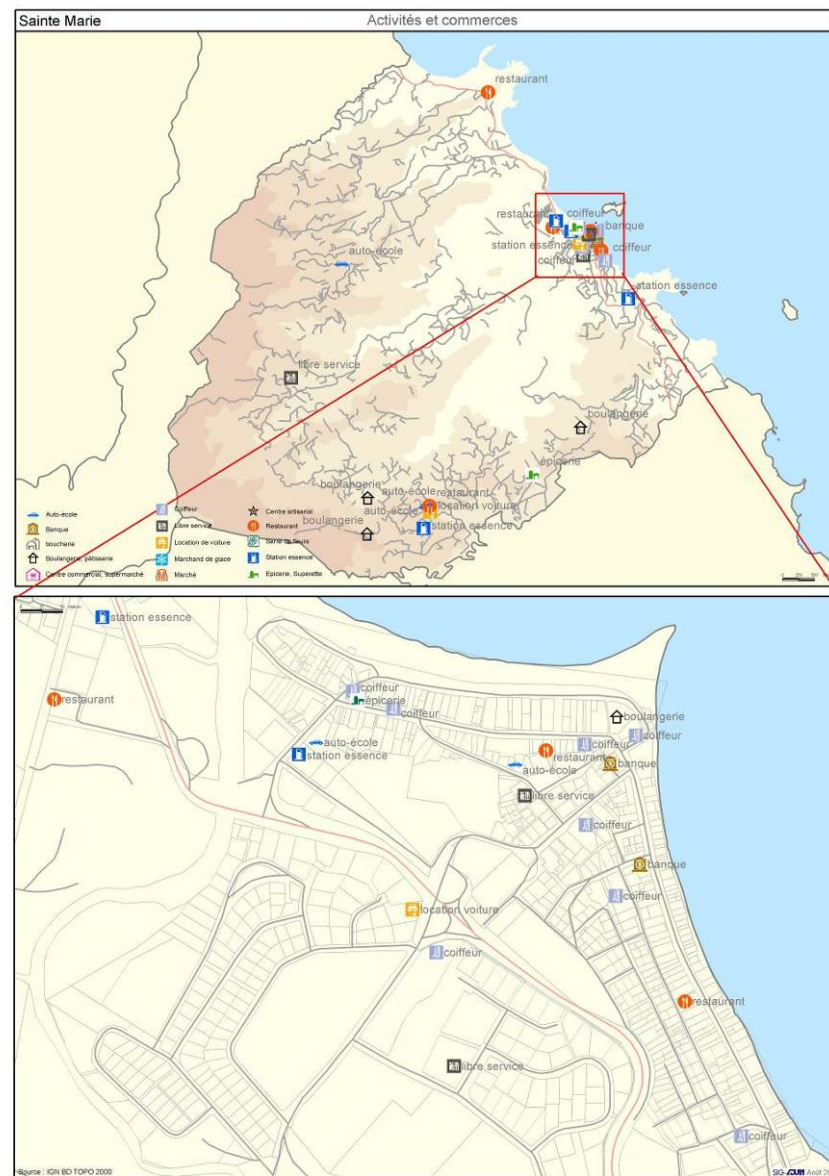 Sainte Marie
Activités et commerces
restaurant
restaurant
coiffeur
banque
station essence
coiffeur
coiffeur
auto-école
station essence
libre service
boulangerie
épicerie
boulangerie
auto-école
restaurant
auto-école
location voiture
boulangerie
station essence
Auto-école
Banque
boucherie
Boulangerie, pâtisserie
Centre commercial, supermarché
Coiffeur
Libre service
Location de voiture
Marchand de glace
Marché
Centre artisanal
Restaurant
Station essence
Epicerie, Superette
station essence
restaurant
coiffeur
épicerie
coiffeur
boulangerie
coiffeur
auto-école
station essence
coiffeur
restaurant
auto-école
banque
libre service
coiffeur
banque
coiffeur
location voiture
coiffeur
restaurant
libre service
coiffeur
Source : IGN BD TOPO 2000
Août